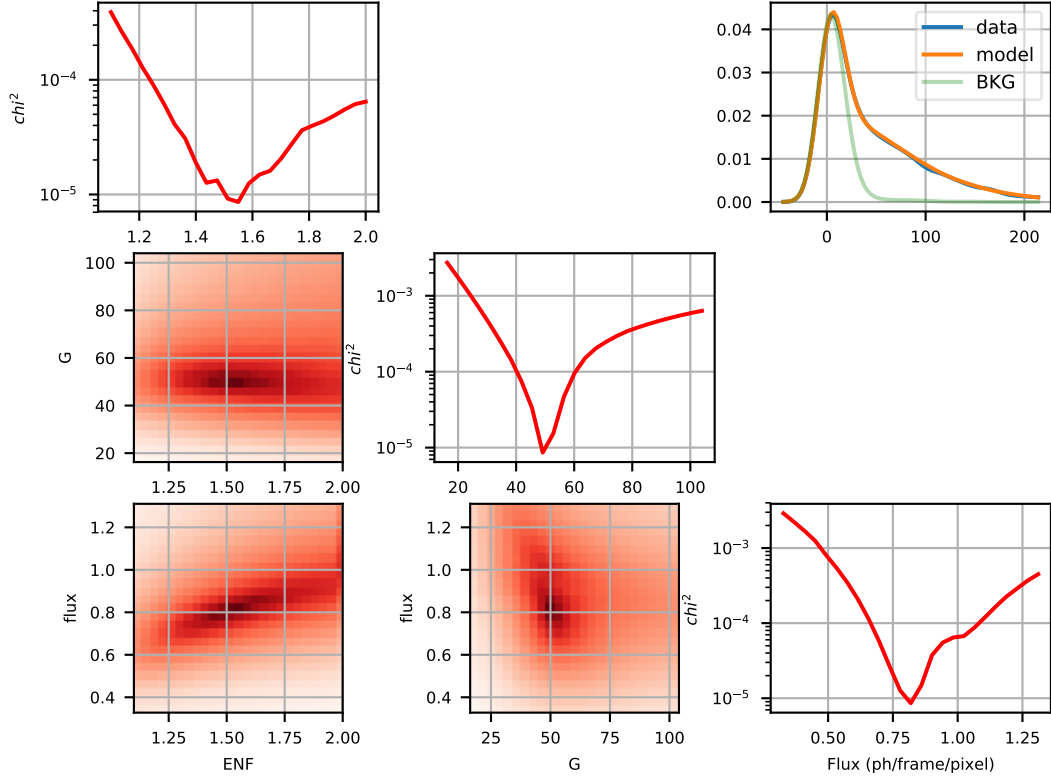 chi²
10⁻⁴
10⁻⁵
1.2 1.4 1.6 1.8 2.0
0.04
0.03
0.02
0.01
0.00
0 100 200
data
model
BKG
G
100
80
60
40
20
1.25 1.50 1.75 2.00
chi²
10⁻³
10⁻⁴
10⁻⁵
20 40 60 80 100
flux
1.2
1.0
0.8
0.6
0.4
1.25 1.50 1.75 2.00
ENF
flux
1.2
1.0
0.8
0.6
0.4
25 50 75 100
G
chi²
10⁻³
10⁻⁴
10⁻⁵
0.50 0.75 1.00 1.25
Flux (ph/frame/pixel)